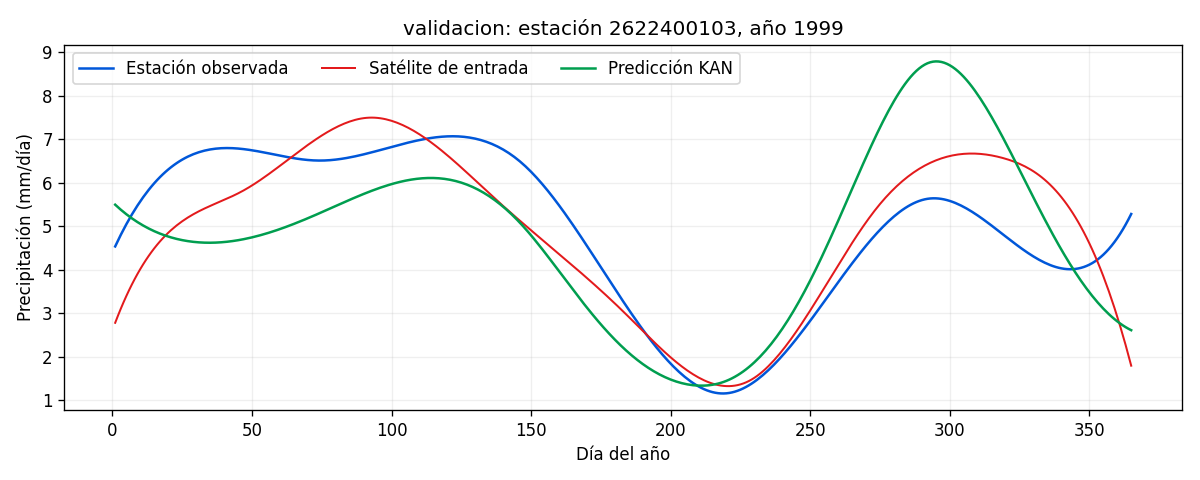 validacion: estación 2622400103, año 1999
Estación observada Satélite de entrada Predicción KAN
Precipitación (mm/día)
9
8
7
6
5
4
3
2
1
0 50 100 150 200 250 300 350
Día del año